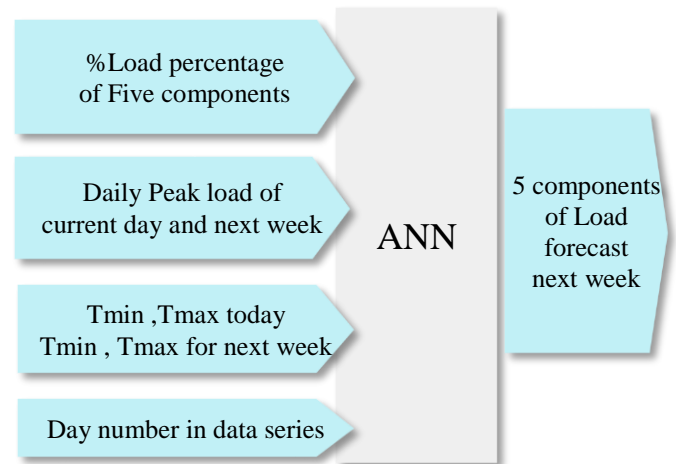 %Load percentage
of Five components
Daily Peak load of
current day and next week
Tmin ,Tmax today
Tmin , Tmax for next week
Day number in data series
ANN
5 components
of Load
forecast
next week